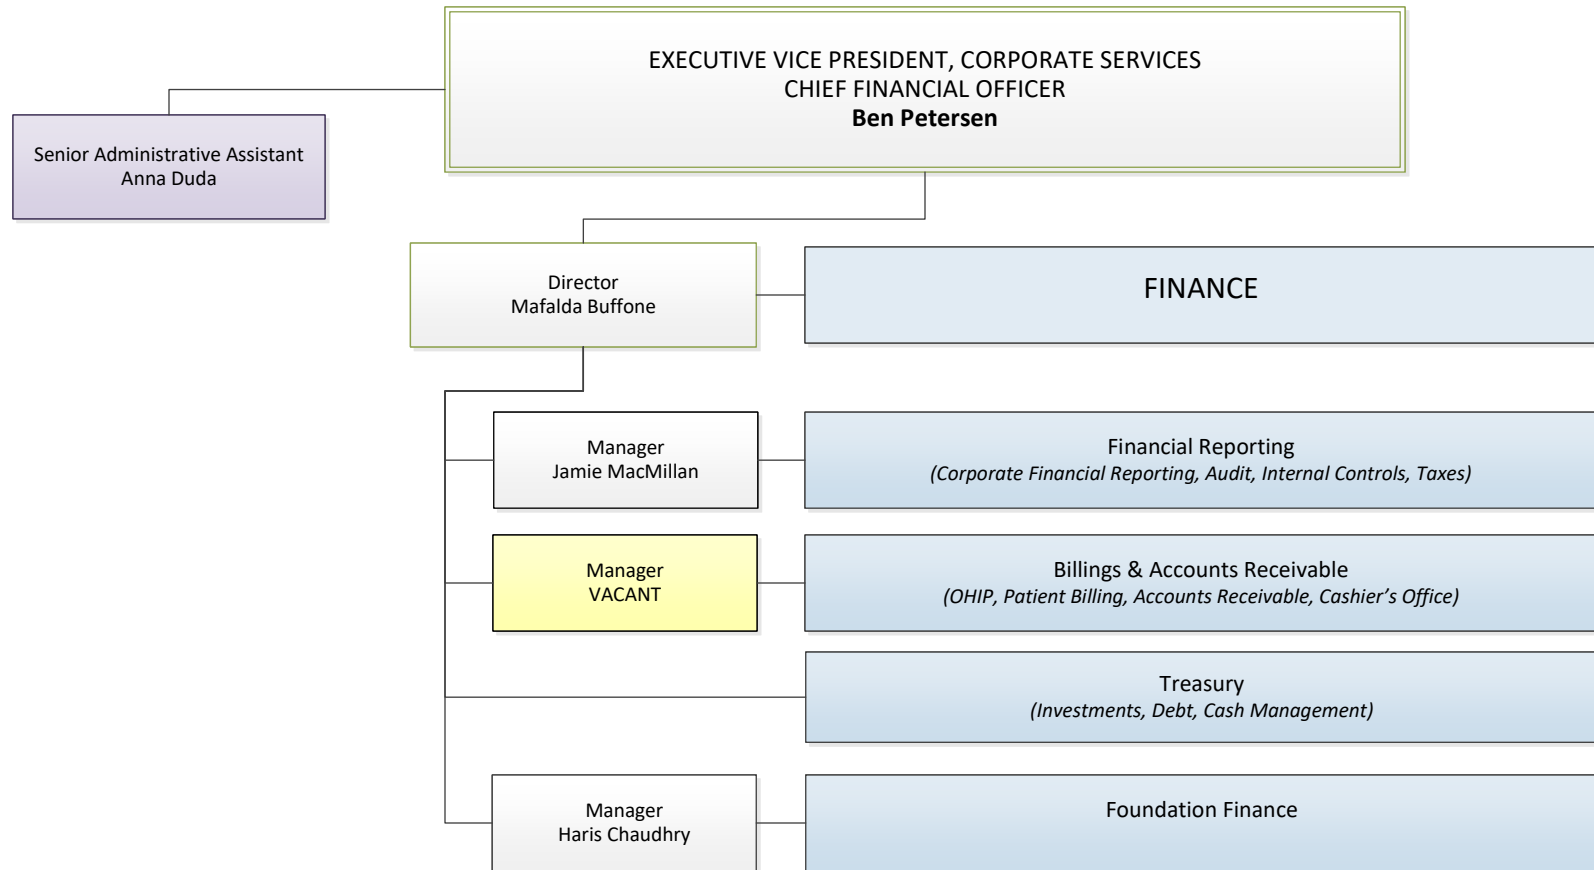 EXECUTIVE VICE PRESIDENT, CORPORATE SERVICES
CHIEF FINANCIAL OFFICER
Ben Petersen
Senior Administrative Assistant
Anna Duda
Director
Mafalda Buffone
FINANCE
Manager
Jamie MacMillan
Financial Reporting
(Corporate Financial Reporting, Audit, Internal Controls, Taxes)
Manager
VACANT
Billings & Accounts Receivable
(OHIP, Patient Billing, Accounts Receivable, Cashier’s Office)
Treasury
(Investments, Debt, Cash Management)
Manager
Haris Chaudhry
Foundation Finance